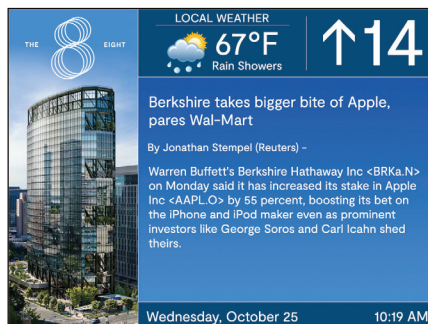 THE 8 EIGHT
LOCAL WEATHER
67°F
Rain Showers
↑14
Berkshire takes bigger bite of Apple,
pares Wal-Mart
By Jonathan Stempel (Reuters) -
Warren Buffett's Berkshire Hathaway Inc <BRKa.N>
on Monday said it has increased its stake in Apple
Inc <AAPL.O> by 55 percent, boosting its bet on
the iPhone and iPod maker even as prominent
investors like George Soros and Carl Icahn shed
theirs.
Wednesday, October 25 10:19 AM